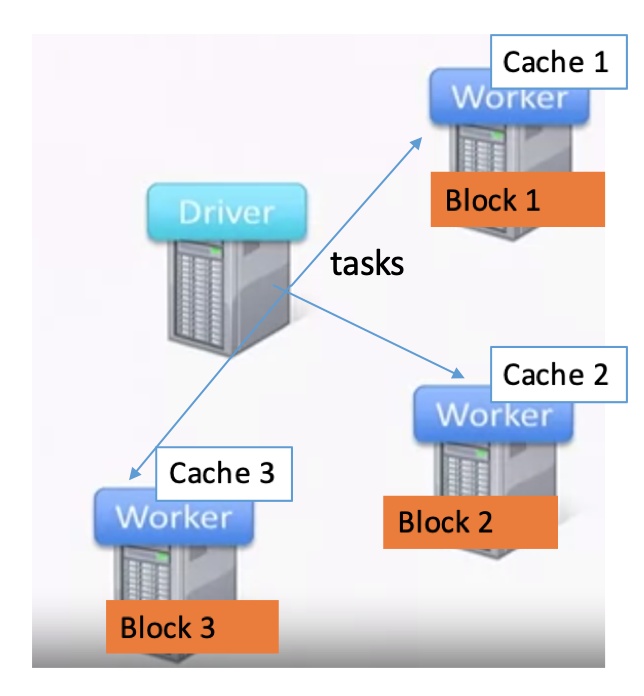 Cache 1
Worker
Block 1
Driver
tasks
Cache 2
Worker
Block 2
Cache 3
Worker
Block 3